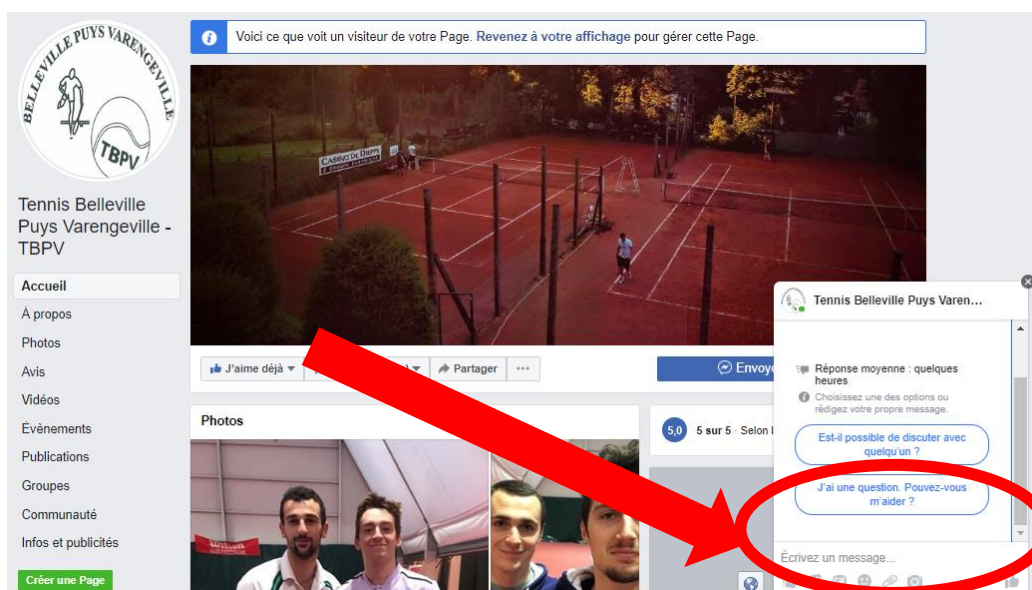 BELLEVILLE PUYS VARENGEVILLE
TBPV
Tennis Belleville
Puys Varengeville -
TBPV
Accueil
À propos
Photos
Avis
Vidéos
Évènements
Publications
Groupes
Communauté
Infos et publicités
Créer une Page
Voici ce que voit un visiteur de votre Page. Revenez à votre affichage pour gérer cette Page.
CASINO DE DIEPPE
J'aime déjà
Partager
Photos
5,0 5 sur 5 · Selon
Tennis Belleville Puys Varen...
Réponse moyenne : quelques
heures
Choisissez une des options ou
rédigez votre propre message.
Est-il possible de discuter avec
quelqu'un ?
J'ai une question. Pouvez-vous
m'aider ?
Écrivez un message...